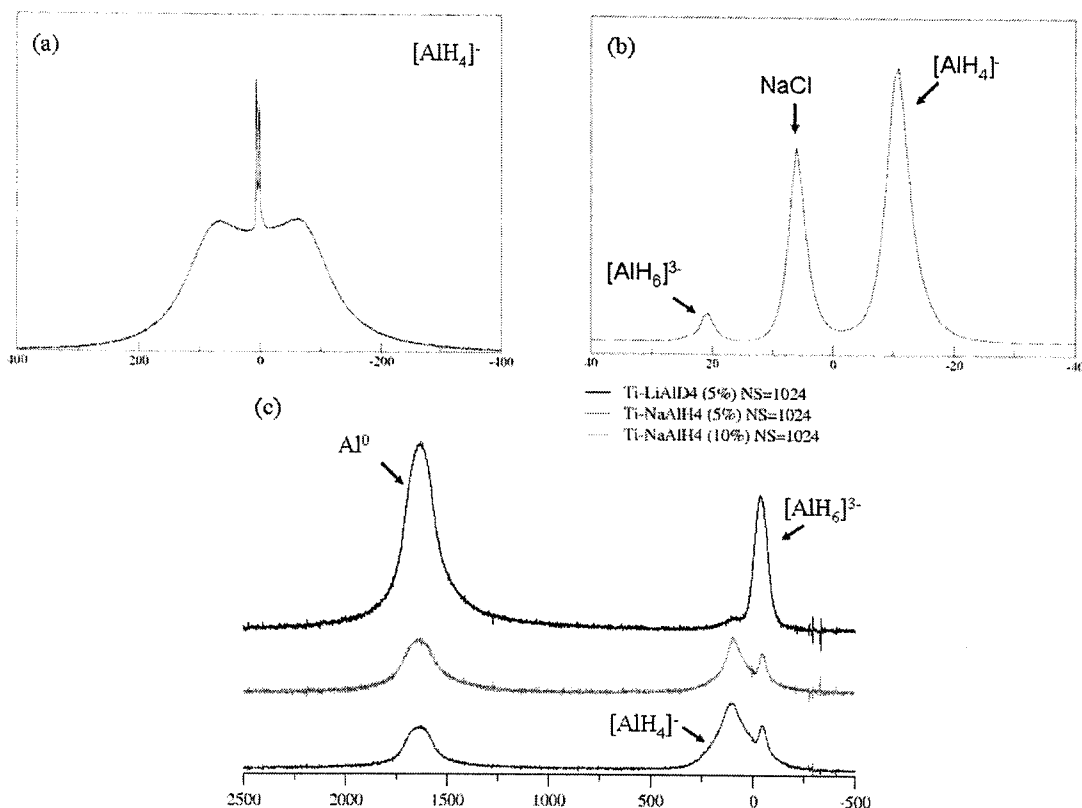 (a)
[AlH4]-
400
200
0
-200
-400
(b)
NaCl
[AlH4]-
[AlH6]3-
40
20
0
-20
-40
Ti-LiAlD4 (5%) NS=1024
Ti-NaAlH4 (5%) NS=1024
Ti-NaAlH4 (10%) NS=1024
(c)
Al0
[AlH6]3-
[AlH4]-
2500
2000
1500
1000
500
0
-500